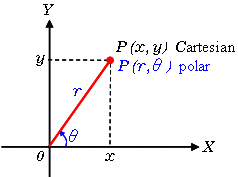 Y
P(x, y) Cartesian
y
P(r, θ) polar
r
θ
0
x
X